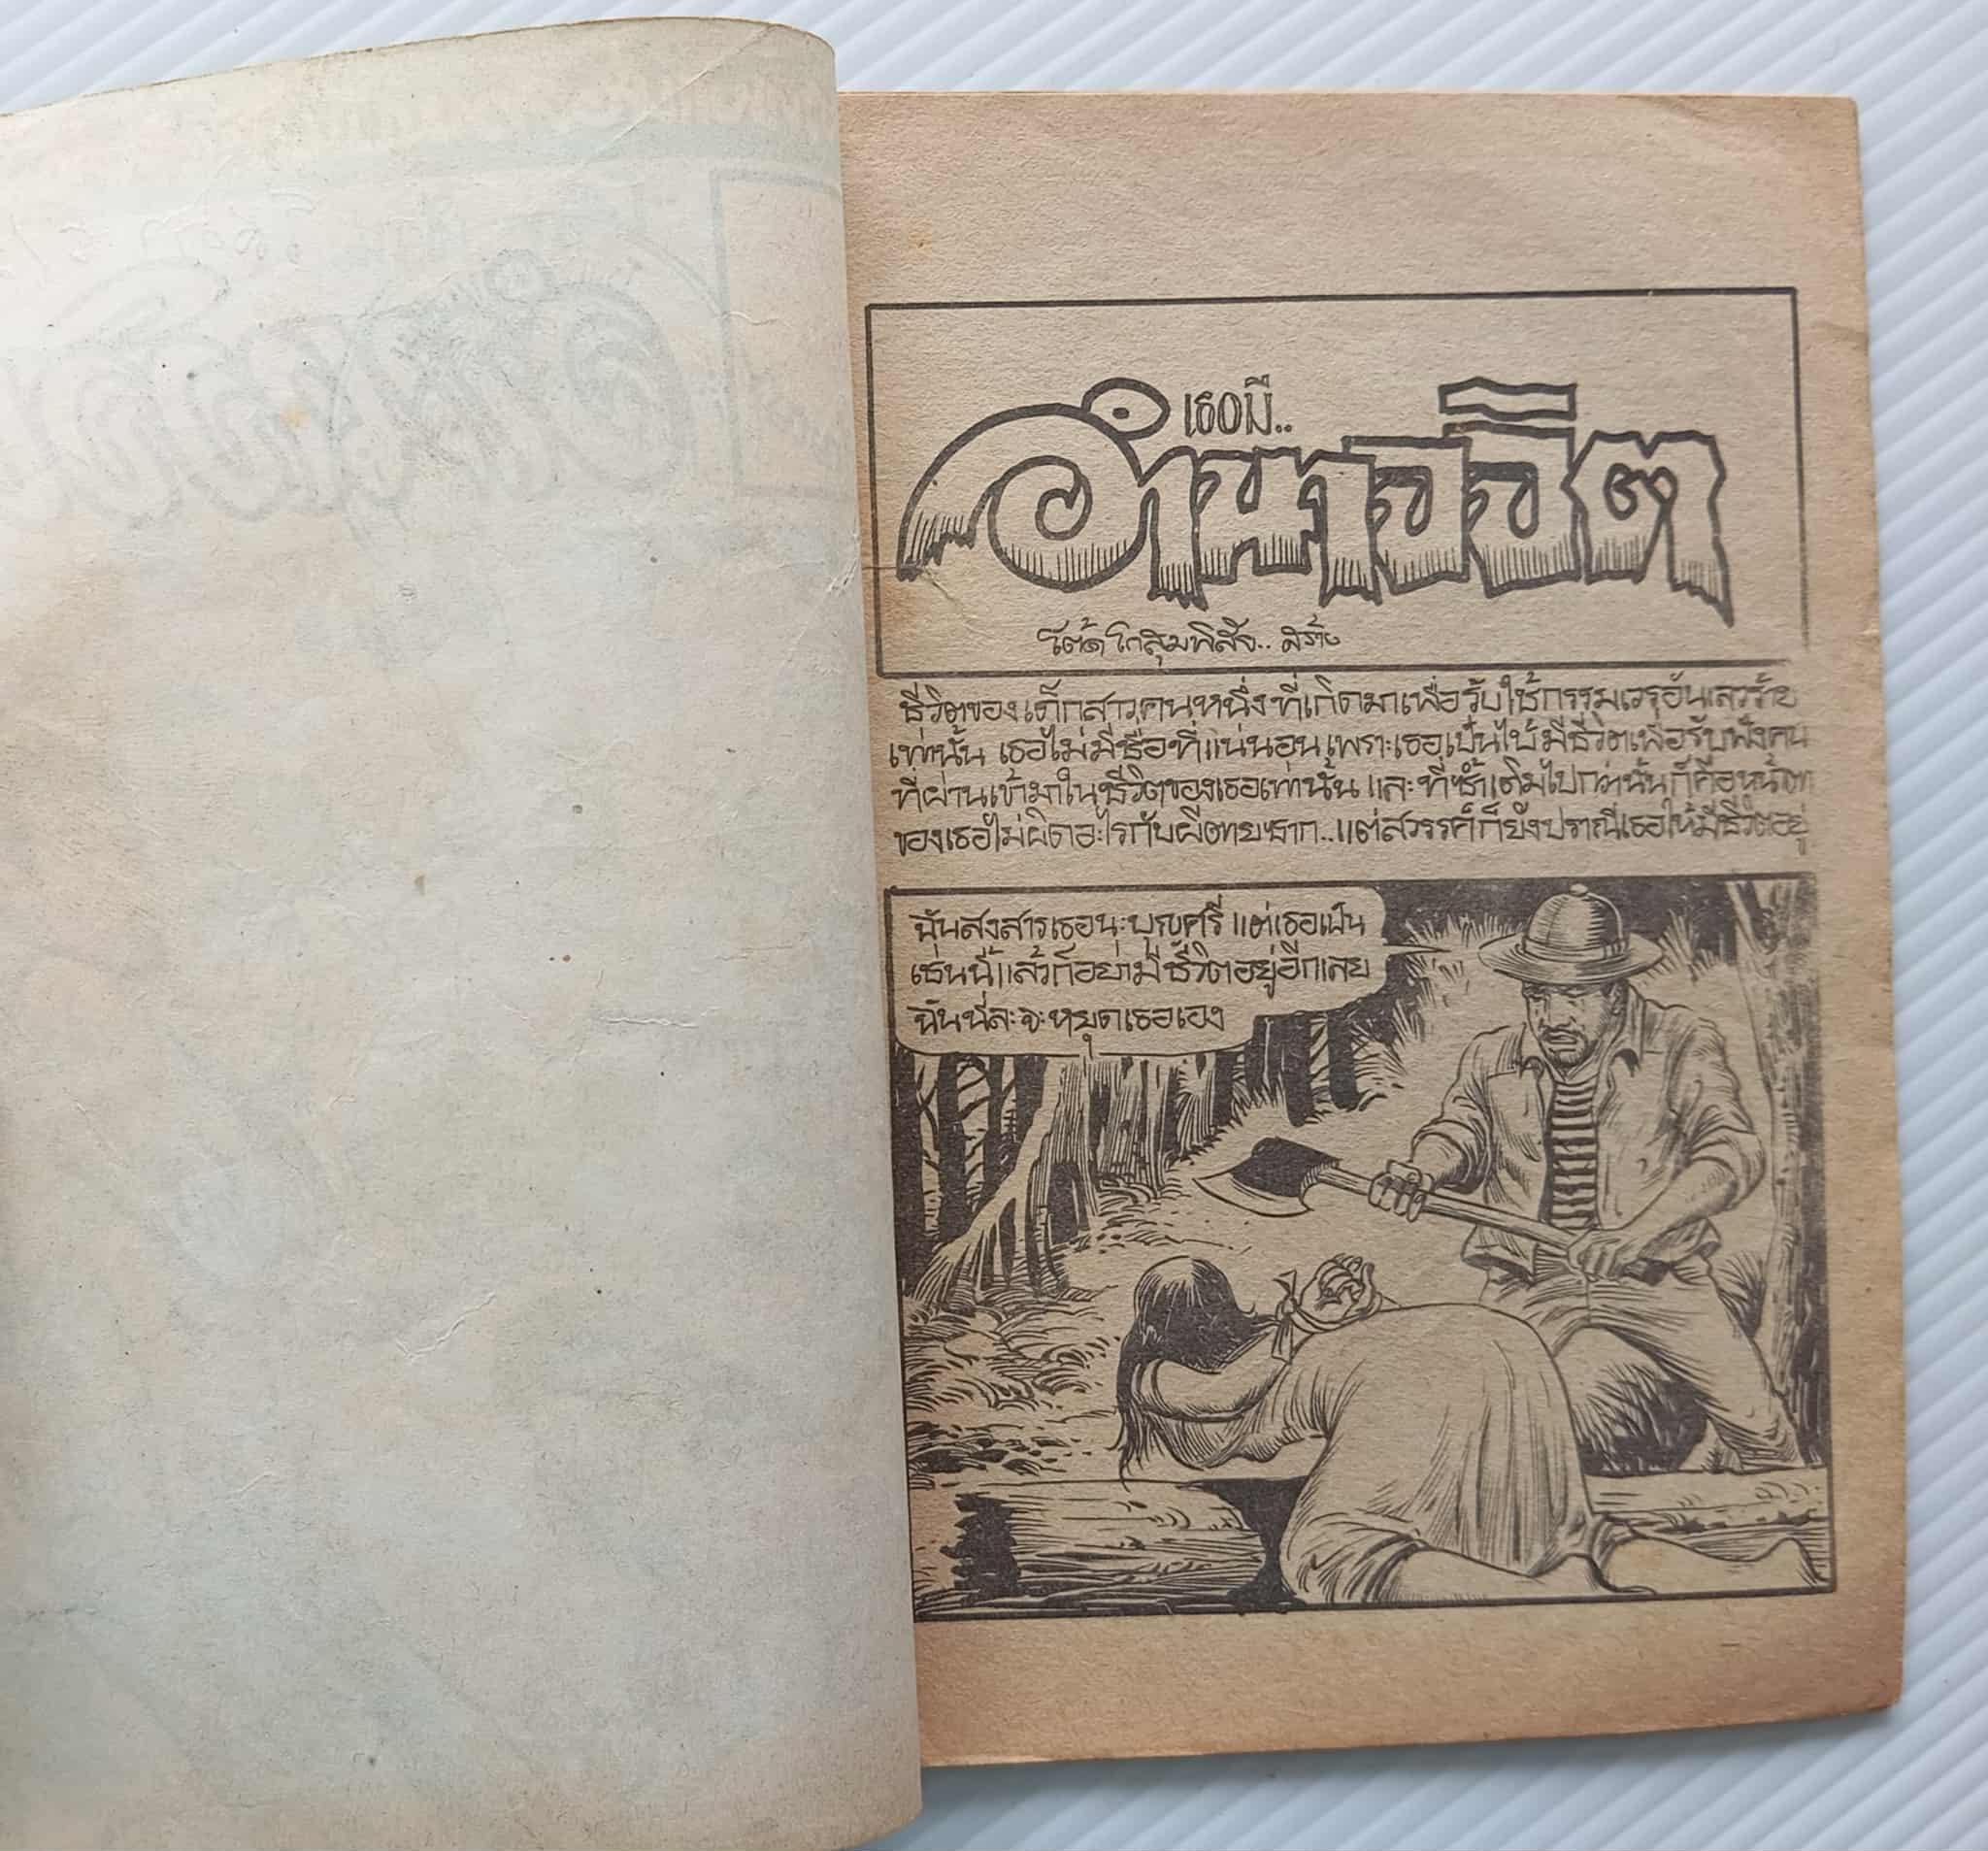 เธอมี..
อำนาจจิต
โต้ด โกสุมพิสัย.. สร้าง
ชีวิตของเด็กสาวคนหนึ่งที่เกิดมาเพื่อรับใช้กรรมเวรอันเลวร้าย
เท่านั้น เธอไม่มีชื่อที่แน่นอนเพราะเธอเป็นใบ้มีชีวิตเพื่อรับฟังคน
ที่ผ่านเข้ามาในชีวิตของเธอเท่านั้น และที่ซ้ำเติมไปกว่านั้นก็คือหน้าตา
ของเธอไม่ผิดอะไรกับผีตายซาก..แต่สวรรค์ก็ยังปราณีเธอให้มีชีวิตอยู่
ฉันสงสารเธอนะบุญศรี แต่เธอเป็น
เช่นนี้แล้วก็อย่ามีชีวิตอยู่อีกเลย
ฉันนี่ละจะหยุดเธอเอง